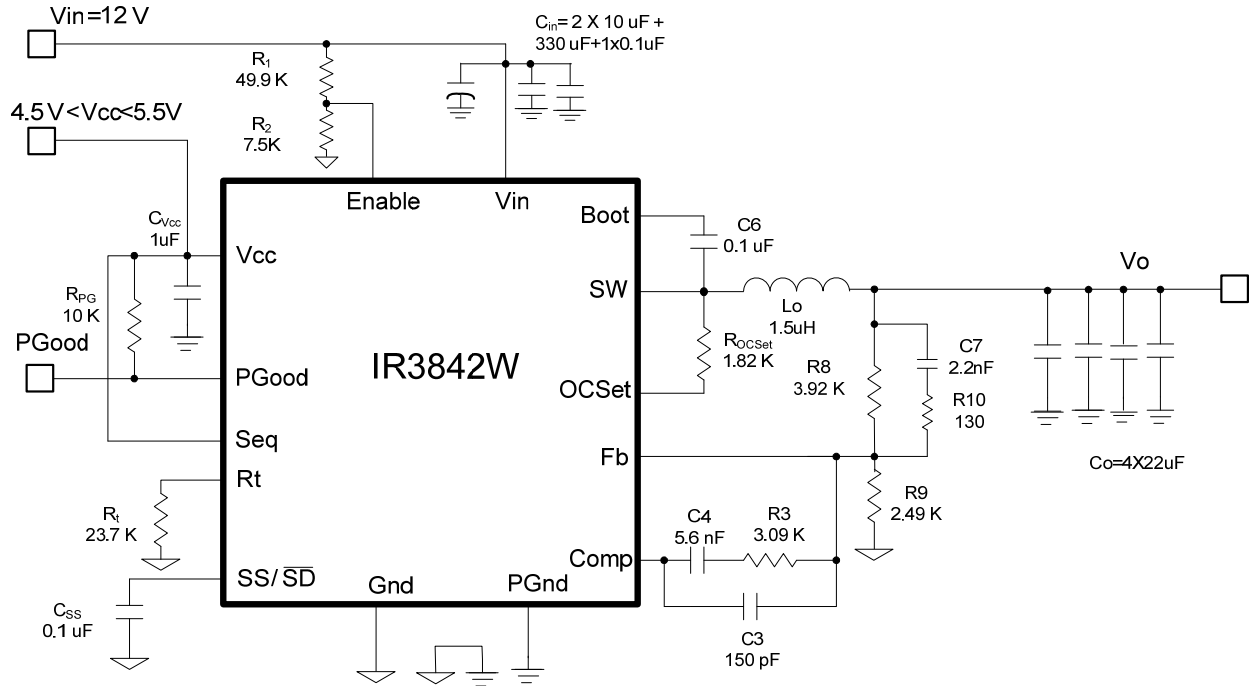 Vin=12 V
Cin= 2 X 10 uF +
330 uF+1x0.1uF
R1
49.9 K
4.5 V<Vcc<5.5V
R2
7.5K
Enable
Vin
Boot
C6
0.1 uF
CVcc
1uF
Vcc
Vo
SW
Lo
1.5uH
RPG
10 K
PGood
PGood
IR3842W
ROCSet
1.82 K
OCSet
R8
3.92 K
C7
2.2nF
R10
130
Seq
Fb
Co=4X22uF
Rt
Rt
23.7 K
R9
2.49 K
C4
5.6 nF
R3
3.09 K
Comp
SS/ SD
Gnd
PGnd
CSS
0.1 uF
C3
150 pF